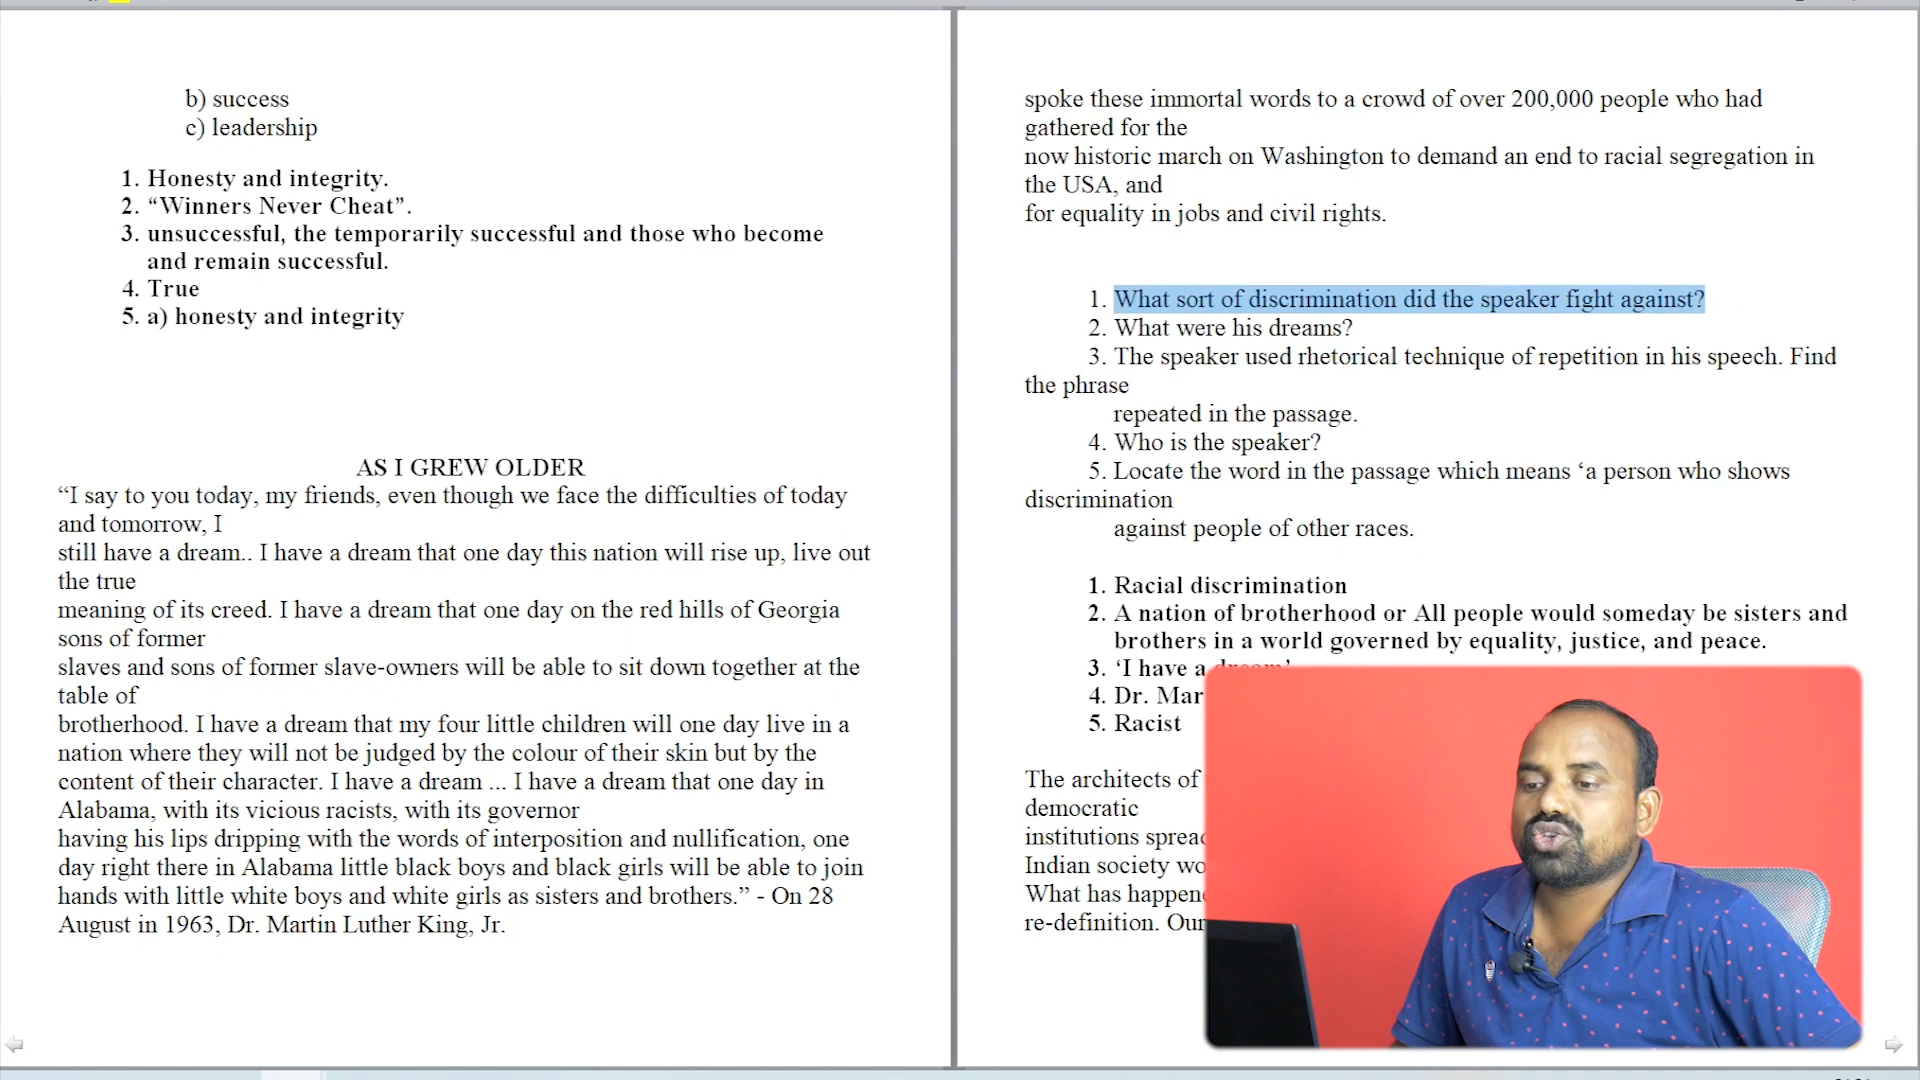 b) success
c) leadership
1. Honesty and integrity.
2. “Winners Never Cheat”.
3. unsuccessful, the temporarily successful and those who become
and remain successful.
4. True
5. a) honesty and integrity
AS I GREW OLDER
“I say to you today, my friends, even though we face the difficulties of today
and tomorrow, I
still have a dream.. I have a dream that one day this nation will rise up, live out
the true
meaning of its creed. I have a dream that one day on the red hills of Georgia
sons of former
slaves and sons of former slave-owners will be able to sit down together at the
table of
brotherhood. I have a dream that my four little children will one day live in a
nation where they will not be judged by the colour of their skin but by the
content of their character. I have a dream ... I have a dream that one day in
Alabama, with its vicious racists, with its governor
having his lips dripping with the words of interposition and nullification, one
day right there in Alabama little black boys and black girls will be able to join
hands with little white boys and white girls as sisters and brothers.” - On 28
August in 1963, Dr. Martin Luther King, Jr.
spoke these immortal words to a crowd of over 200,000 people who had
gathered for the
now historic march on Washington to demand an end to racial segregation in
the USA, and
for equality in jobs and civil rights.
1. What sort of discrimination did the speaker fight against?
2. What were his dreams?
3. The speaker used rhetorical technique of repetition in his speech. Find
the phrase
repeated in the passage.
4. Who is the speaker?
5. Locate the word in the passage which means ‘a person who shows
discrimination
against people of other races.
1. Racial discrimination
2. A nation of brotherhood or All people would someday be sisters and
brothers in a world governed by equality, justice, and peace.
3. ‘I have a dream’
4. Dr. Mar
5. Racist
The architects of
democratic
institutions
Indian society
What has
re-definition. Our